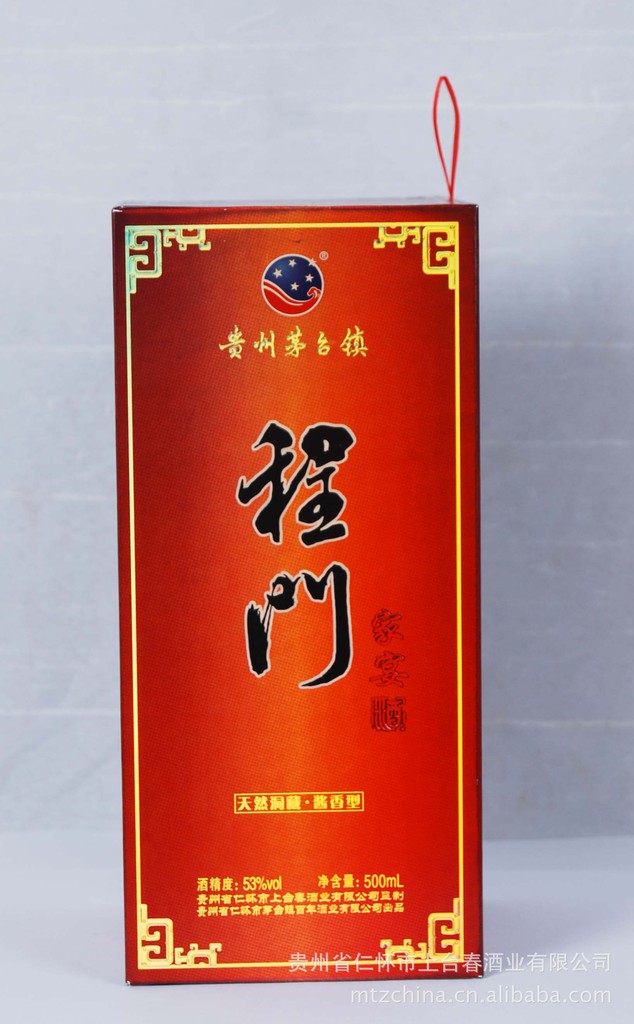 ®
贵州茅台镇
程
門
家宴酒
天然洞藏·酱香型
酒精度:53%vol 净含量:500mL
贵州省仁怀市上台春酒业有限公司监制
贵州省仁怀市茅台镇百年酒业有限公司出品
贵州省仁怀市上台春酒业有限公司
mtzchina.cn.alibaba.com